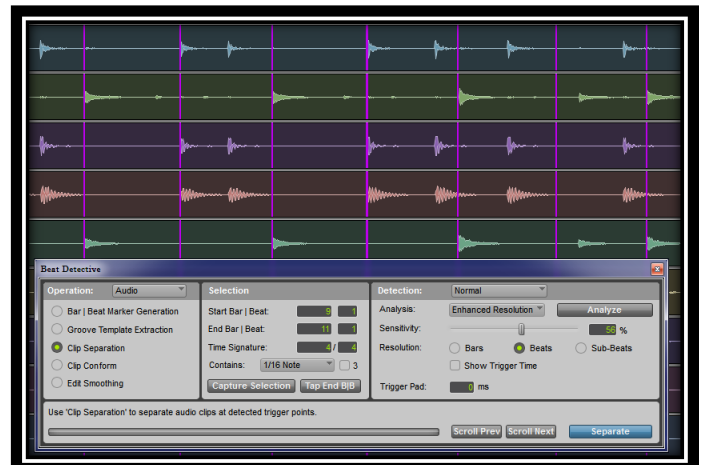 Beat Detective
Operation: Audio
Bar | Beat Marker Generation
Groove Template Extraction
Clip Separation
Clip Conform
Edit Smoothing
Selection
Start Bar | Beat: 9 1
End Bar | Beat: 11 1
Time Signature: 4 / 4
Contains: 1/16 Note 3
Capture Selection Tap End B|B
Detection: Normal
Analysis: Enhanced Resolution Analyze
Sensitivity: 56 %
Resolution: Bars Beats Sub-Beats
Show Trigger Time
Trigger Pad: 0 ms
Use 'Clip Separation' to separate audio clips at detected trigger points.
Scroll Prev Scroll Next Separate